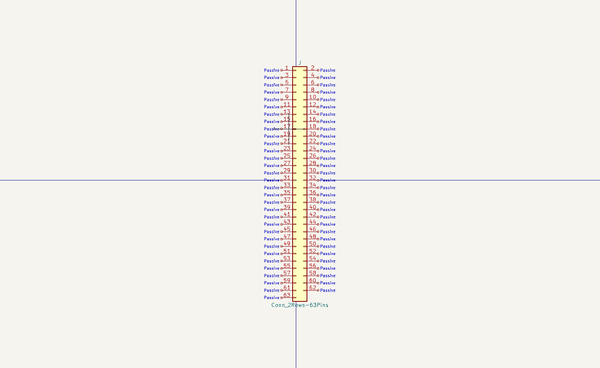 J
Passive 1 2 Passive
Passive 3 4 Passive
Passive 5 6 Passive
Passive 7 8 Passive
Passive 9 10 Passive
Passive 11 12 Passive
Passive 13 14 Passive
Passive 15 16 Passive
Passive 17 18 Passive
Passive 19 20 Passive
Passive 21 22 Passive
Passive 23 24 Passive
Passive 25 26 Passive
Passive 27 28 Passive
Passive 29 30 Passive
Passive 31 32 Passive
Passive 33 34 Passive
Passive 35 36 Passive
Passive 37 38 Passive
Passive 39 40 Passive
Passive 41 42 Passive
Passive 43 44 Passive
Passive 45 46 Passive
Passive 47 48 Passive
Passive 49 50 Passive
Passive 51 52 Passive
Passive 53 54 Passive
Passive 55 56 Passive
Passive 57 58 Passive
Passive 59 60 Passive
Passive 61 62 Passive
Passive 63
Conn_2Rows-63Pins